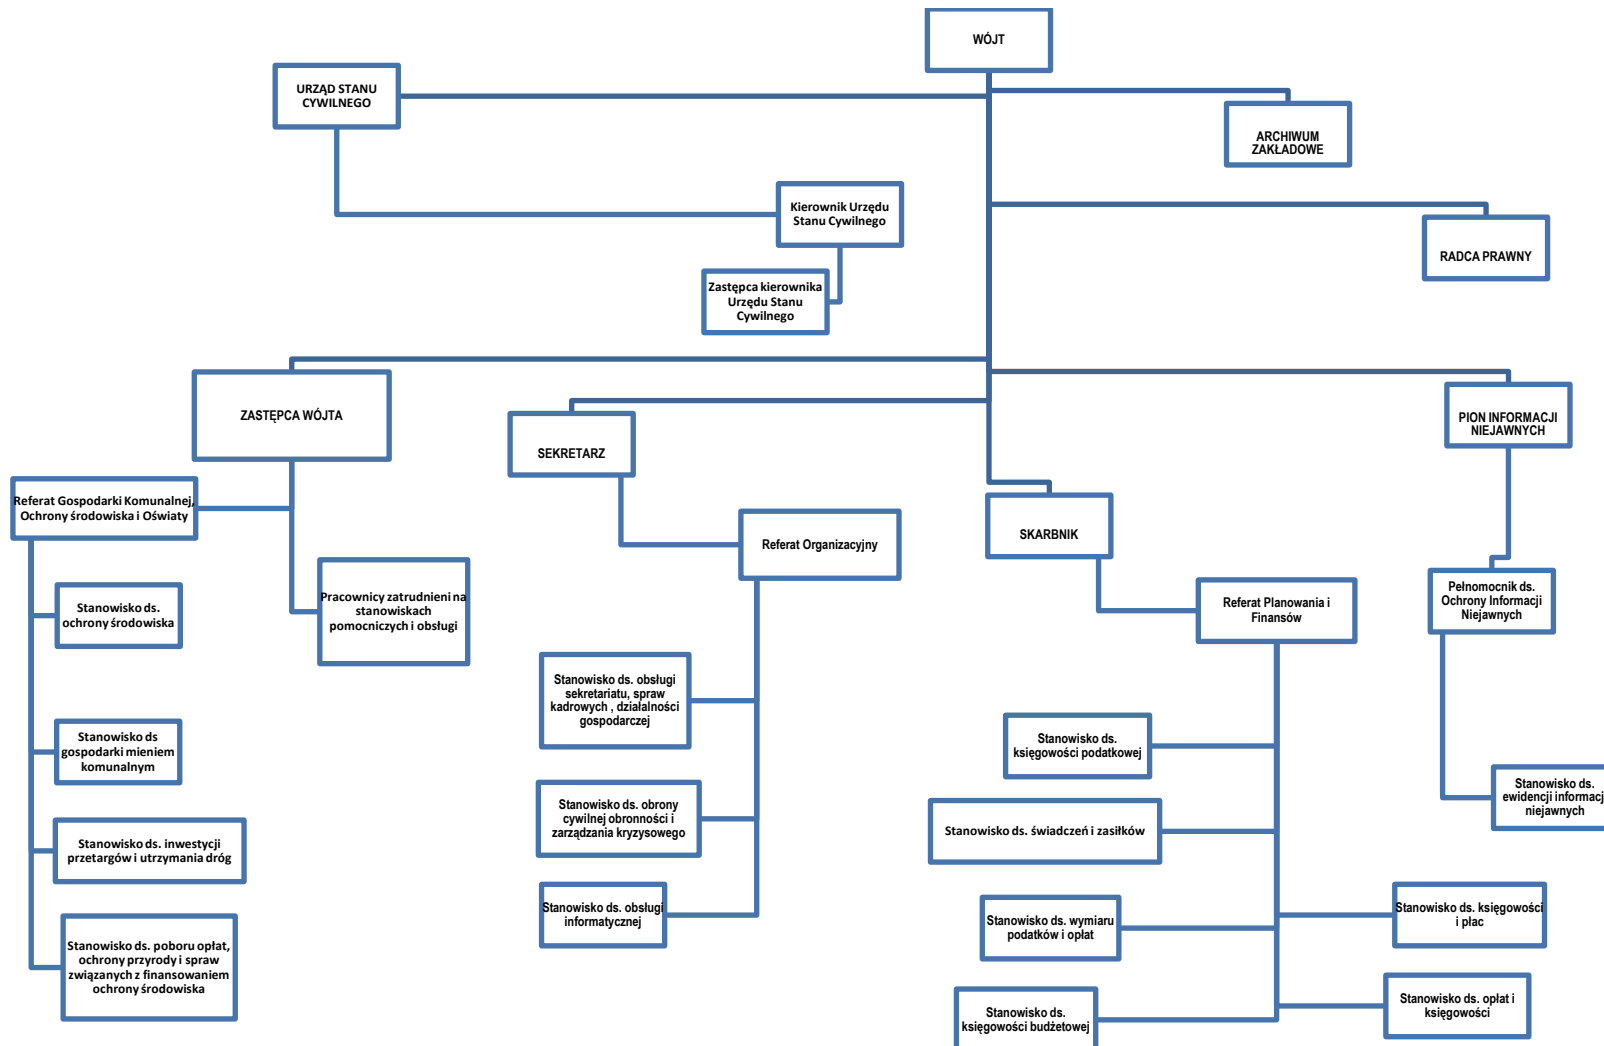 WÓJT
URZĄD STANU
CYWILNEGO
ARCHIWUM
ZAKŁADOWE
Kierownik Urzędu
Stanu Cywilnego
RADCA PRAWNY
Zastępca kierownika
Urzędu Stanu
Cywilnego
ZASTĘPCA WÓJTA
SEKRETARZ
PION INFORMACJI
NIEJAWNYCH
Referat Gospodarki Komunalnej,
Ochrony środowiska i Oświaty
SKARBNIK
Referat Organizacyjny
Pracownicy zatrudnieni na
stanowiskach
pomocniczych i obsługi
Stanowisko ds.
ochrony środowiska
Referat Planowania i
Finansów
Pełnomocnik ds.
Ochrony Informacji
Niejawnych
Stanowisko ds. obsługi
sekretariatu, spraw
kadrowych , działalności
gospodarczej
Stanowisko ds
gospodarki mieniem
komunalnym
Stanowisko ds.
księgowości podatkowej
Stanowisko ds.
ewidencji informacji
niejawnych
Stanowisko ds. obrony
cywilnej obronności i
zarządzania kryzysowego
Stanowisko ds. świadczeń i zasiłków
Stanowisko ds. inwestycji
przetargów i utrzymania dróg
Stanowisko ds. obsługi
informatycznej
Stanowisko ds. wymiaru
podatków i opłat
Stanowisko ds. księgowości
i płac
Stanowisko ds. poboru opłat,
ochrony przyrody i spraw
związanych z finansowaniem
ochrony środowiska
Stanowisko ds.
księgowości budżetowej
Stanowisko ds. opłat i
księgowości